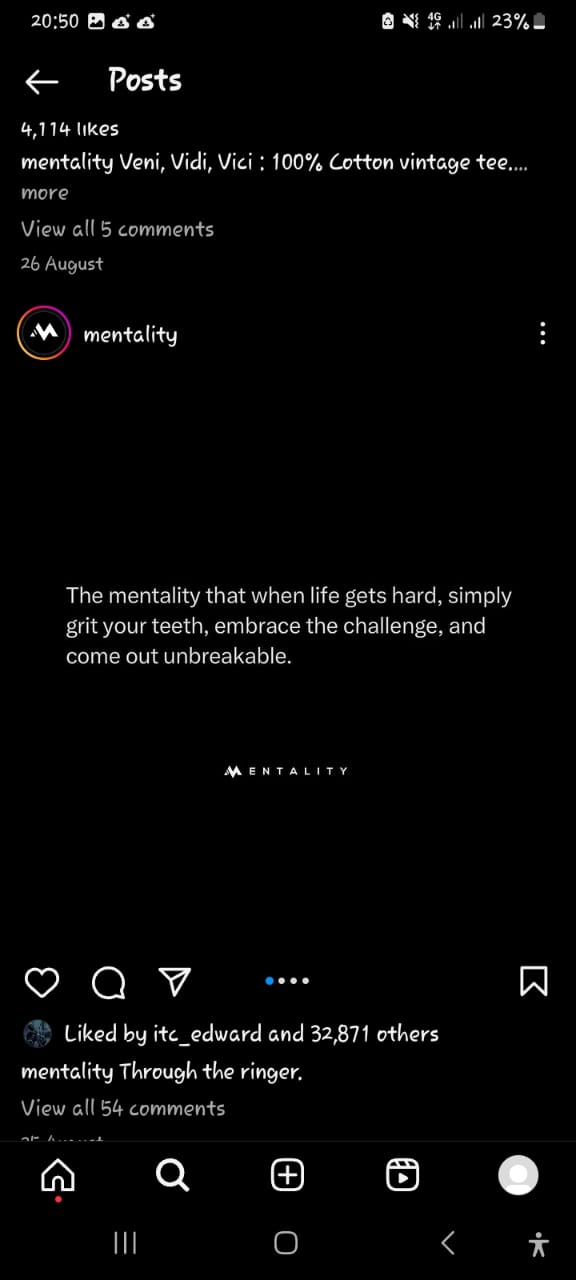 20:50 4G 23%
Posts
4,114 likes
mentality Veni, Vidi, Vici : 100% Cotton vintage tee....
more
View all 5 comments
26 August
mentality
The mentality that when life gets hard, simply
grit your teeth, embrace the challenge, and
come out unbreakable.
MENTALITY
Liked by itc_edward and 32,871 others
mentality Through the ringer.
View all 54 comments